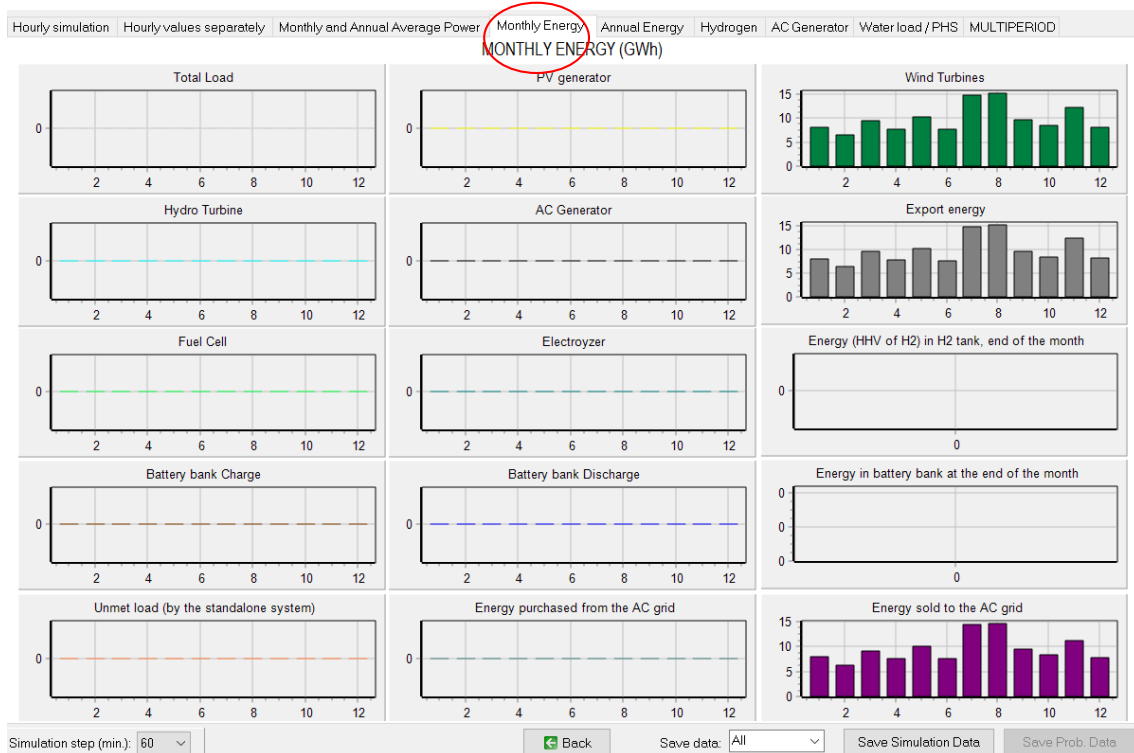 Hourly simulation Hourly values separately Monthly and Annual Average Power Monthly Energy Annual Energy Hydrogen AC Generator Water load / PHS MULTIPERIOD
MONTHLY ENERGY (GWh)
Total Load PV generator Wind Turbines
0
2 4 6 8 10 12
0
2 4 6 8 10 12
15
10
5
0
2 4 6 8 10 12
Hydro Turbine AC Generator Export energy
0
2 4 6 8 10 12
0
2 4 6 8 10 12
15
10
5
0
2 4 6 8 10 12
Fuel Cell Electroyzer Energy (HHV of H2) in H2 tank, end of the month
0
2 4 6 8 10 12
0
2 4 6 8 10 12
0
0
Battery bank Charge Battery bank Discharge Energy in battery bank at the end of the month
0
2 4 6 8 10 12
0
2 4 6 8 10 12
0
0
0
0
Unmet load (by the standalone system) Energy purchased from the AC grid Energy sold to the AC grid
0
2 4 6 8 10 12
0
2 4 6 8 10 12
15
10
5
0
2 4 6 8 10 12
Simulation step (min.): 60 Back Save data: All Save Simulation Data Save Prob. Data